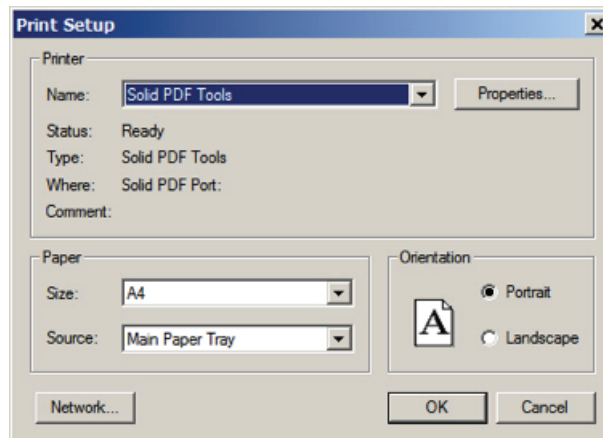 Print Setup
Printer
Name: Solid PDF Tools Properties...
Status: Ready
Type: Solid PDF Tools
Where: Solid PDF Port:
Comment:
Paper
Size: A4
Source: Main Paper Tray
Orientation
A
Portrait
Landscape
Network... OK Cancel